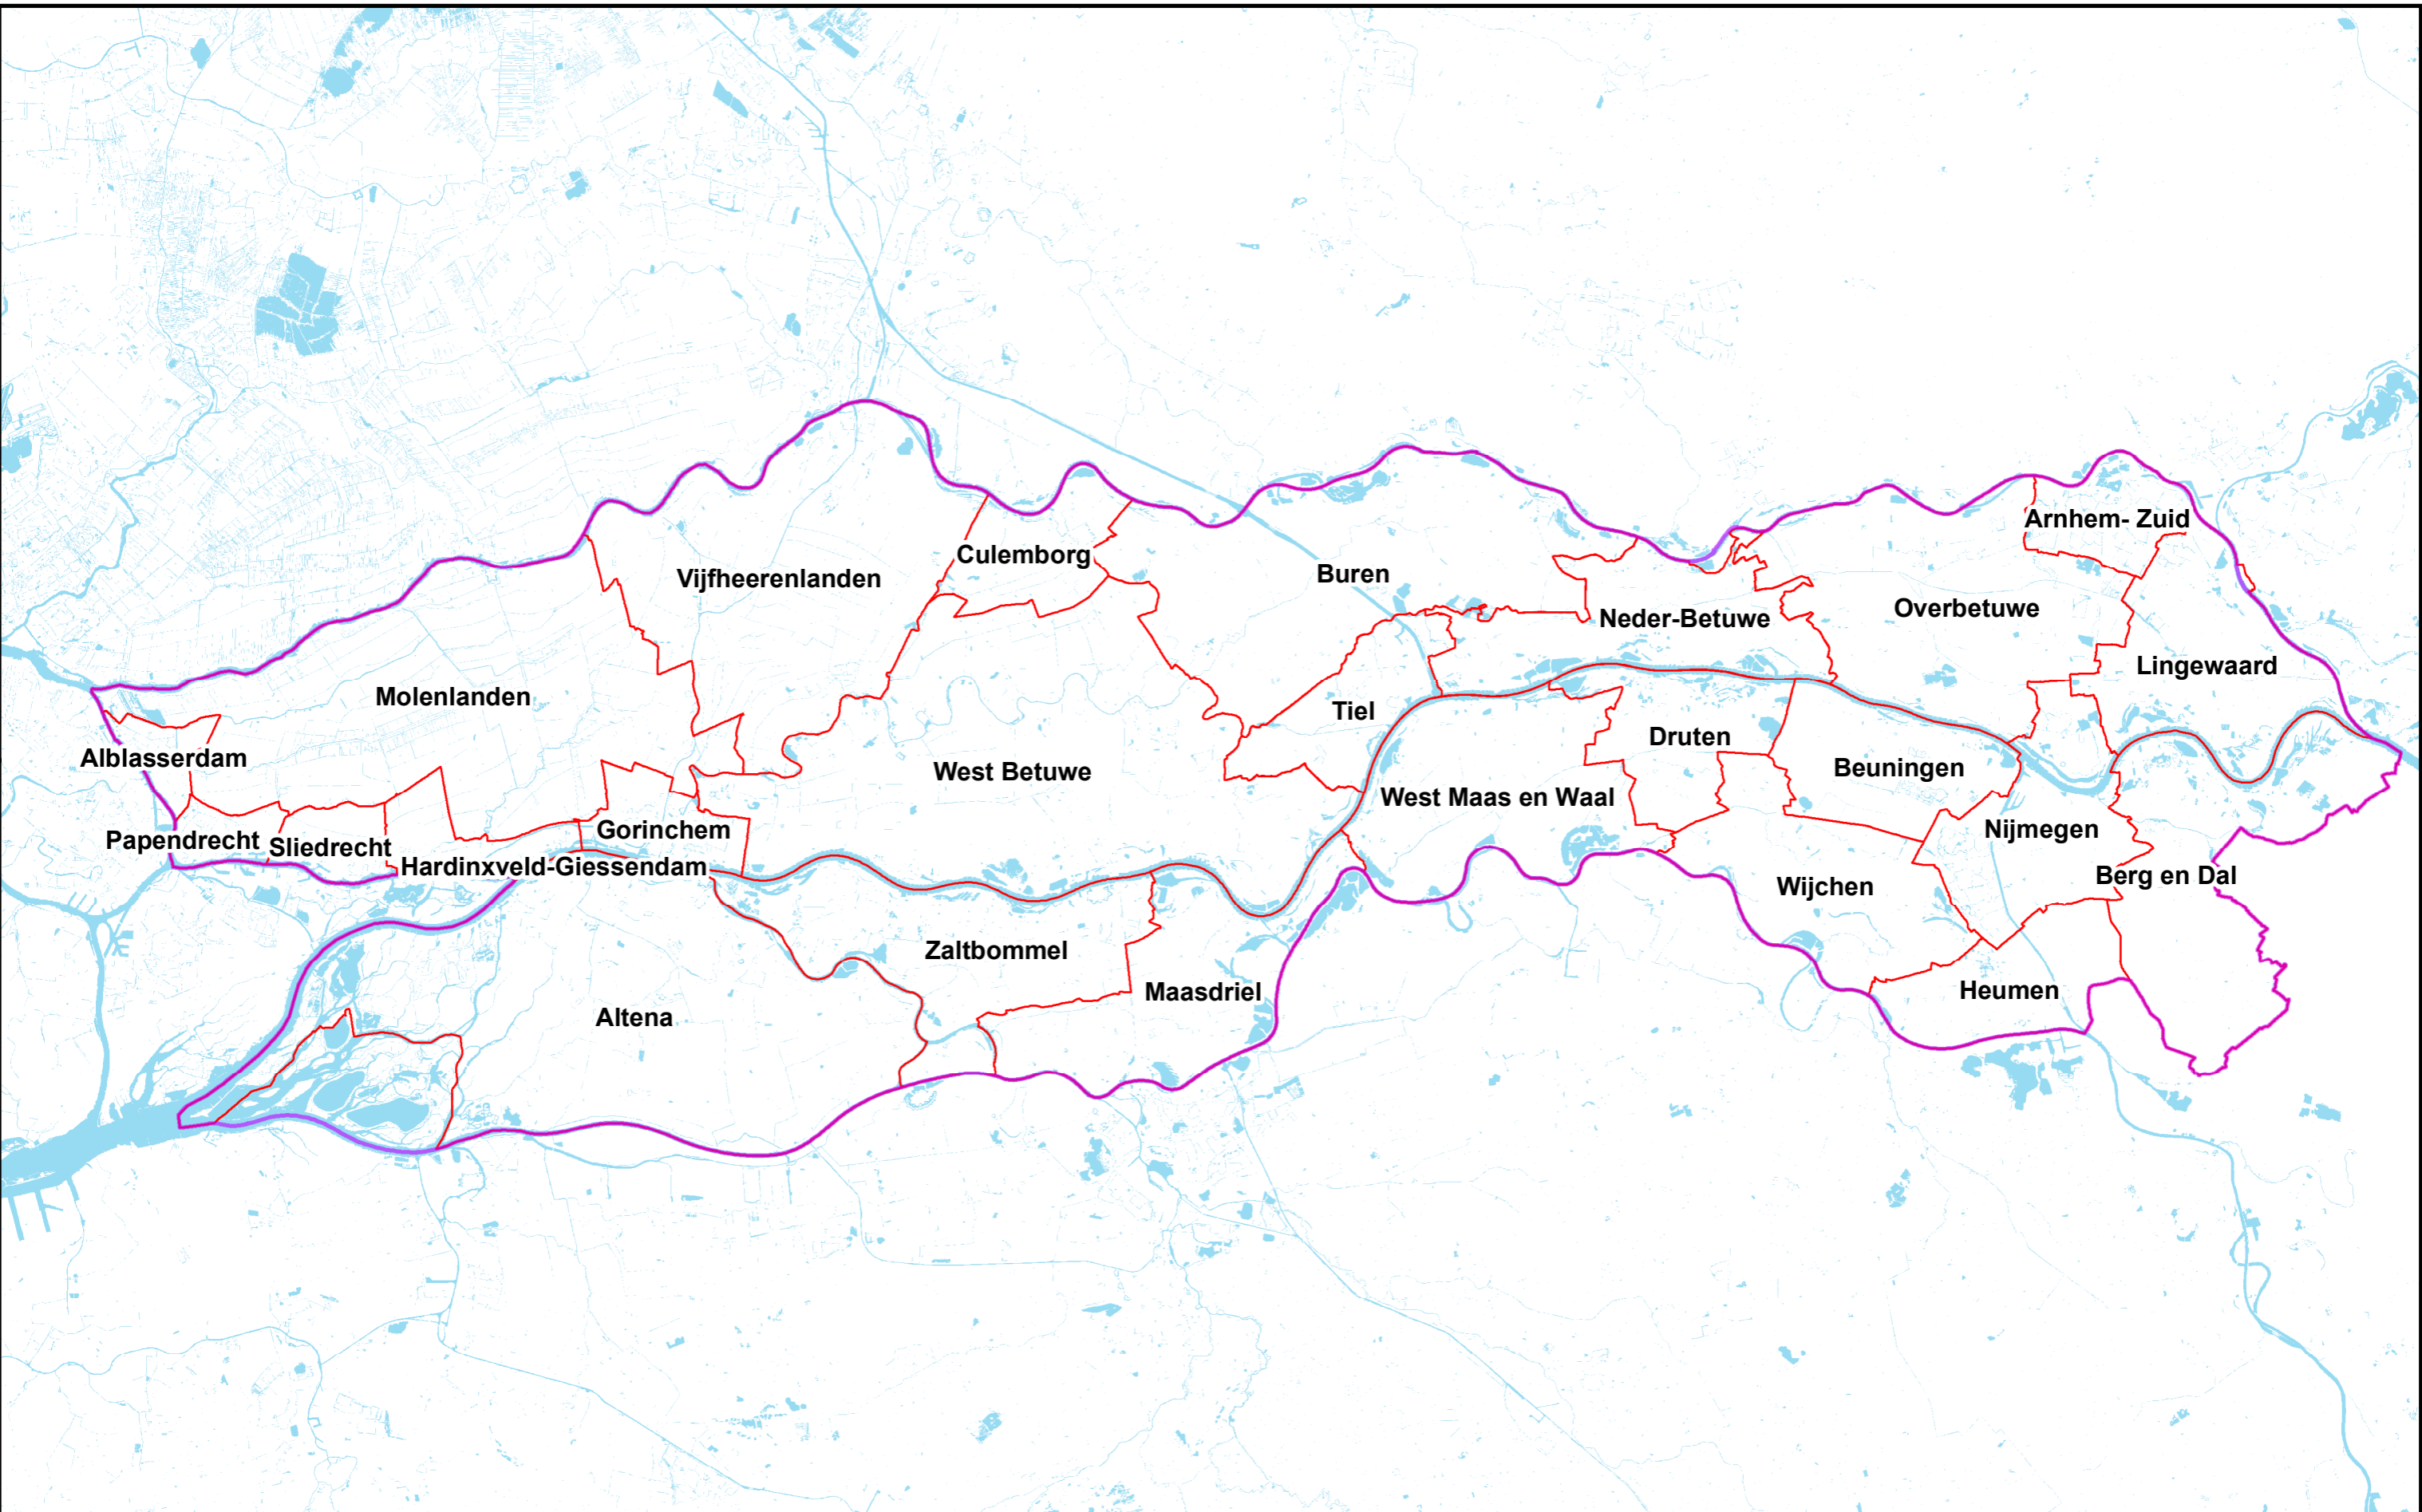 Arnhem- Zuid
Culemborg
Buren
Vijfheerenlanden
Overbetuwe
Neder-Betuwe
Lingewaard
Molenlanden
Tiel
Druten
Alblasserdam
West Betuwe
Beuningen
West Maas en Waal
Gorinchem
Nijmegen
Papendrecht
Sliedrecht
Hardinxveld-Giessendam
Berg en Dal
Wijchen
Zaltbommel
Heumen
Maasdriel
Altena